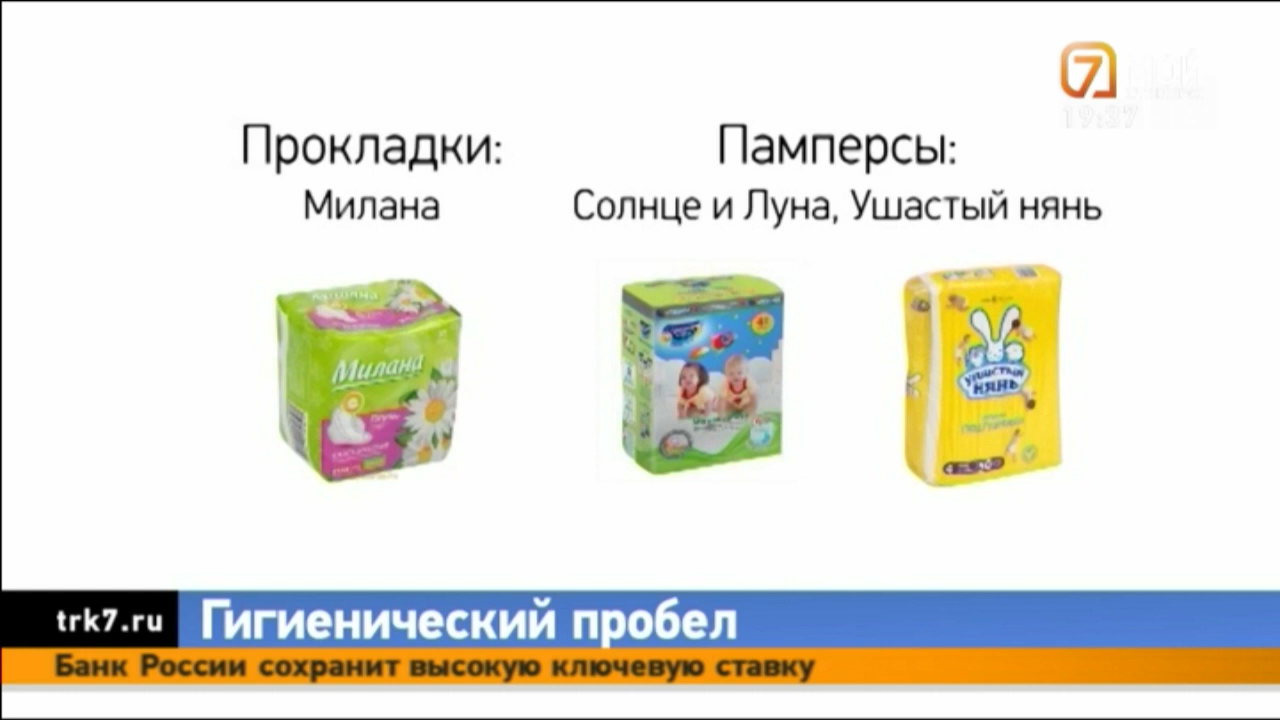 7
19:37
Прокладки:
Милана
Памперсы:
Солнце и Луна, Ушастый нянь
Милана
Милана
УШАСТЫЙ
НЯНЬ
trk7.ru
Гигиенический пробел
Банк России сохранит высокую ключевую ставку